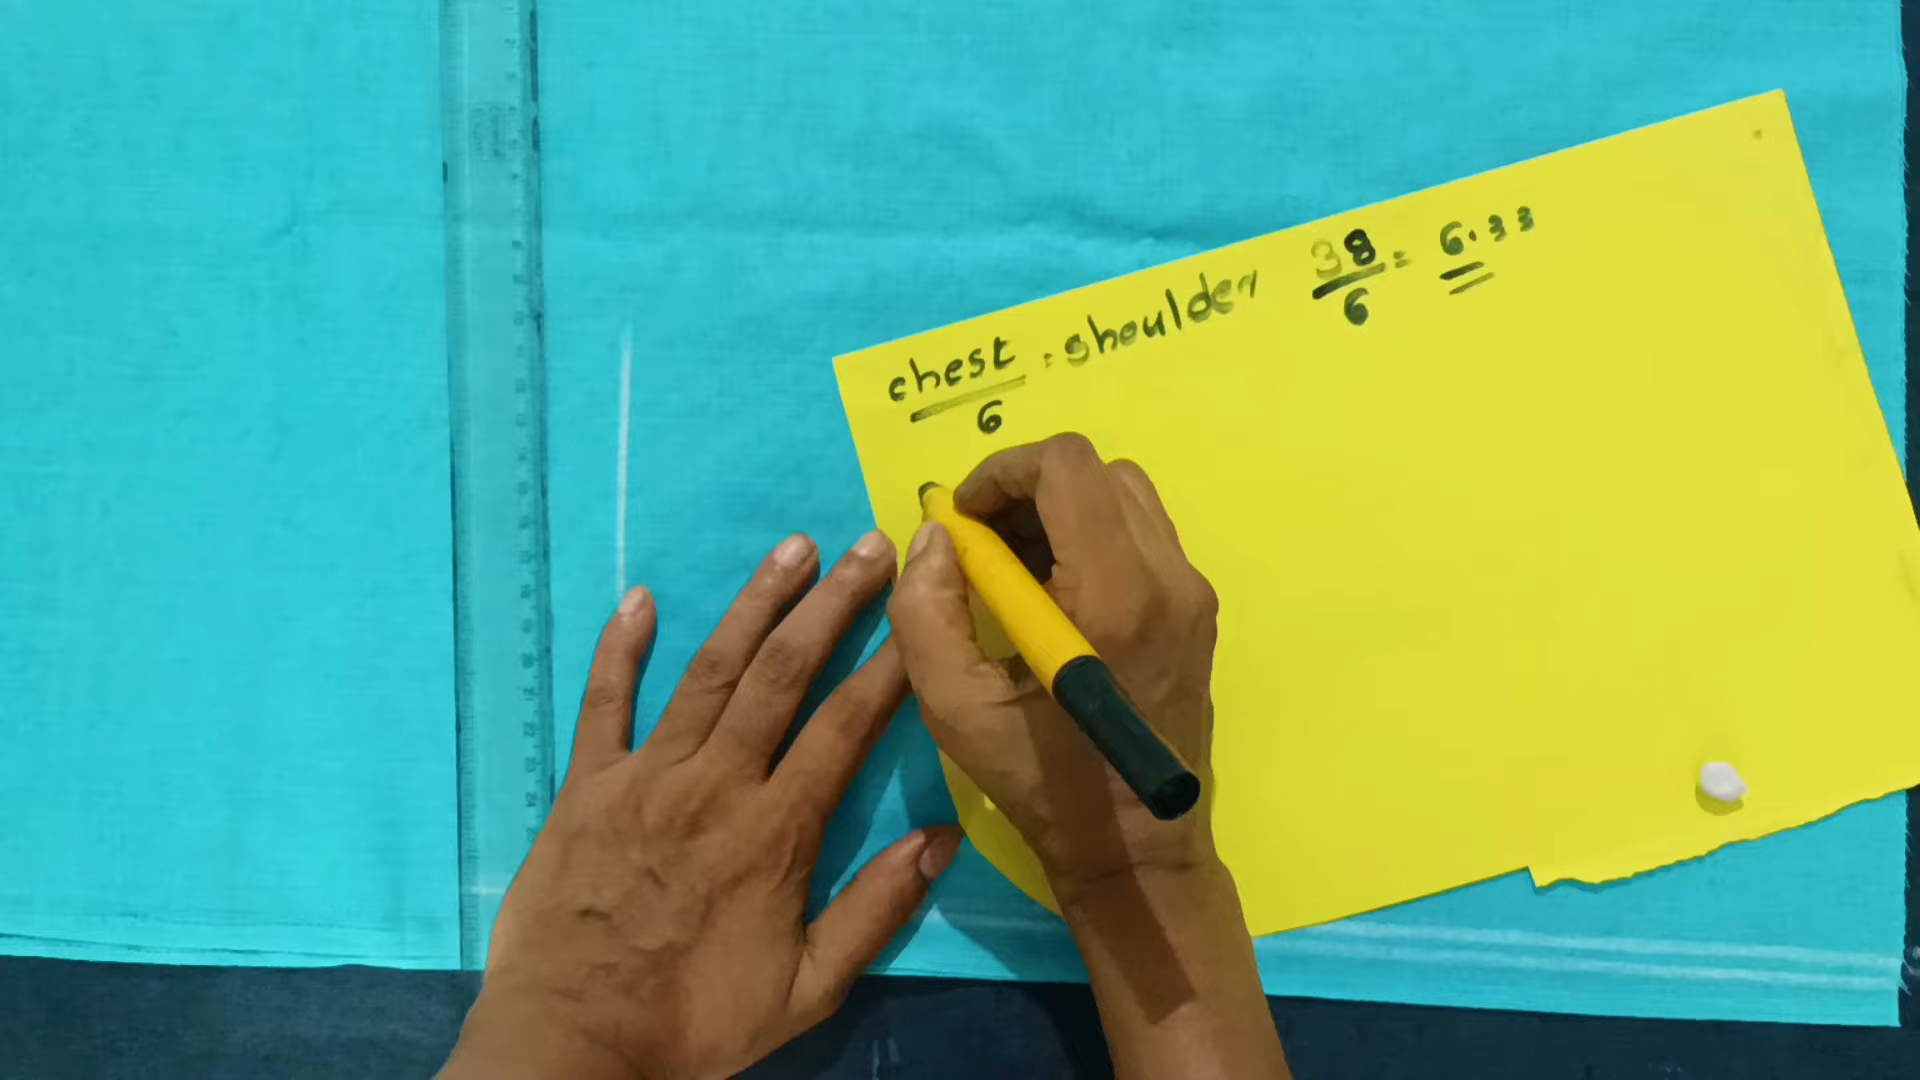 chest/6 = shoulder 38/6 = 6.33